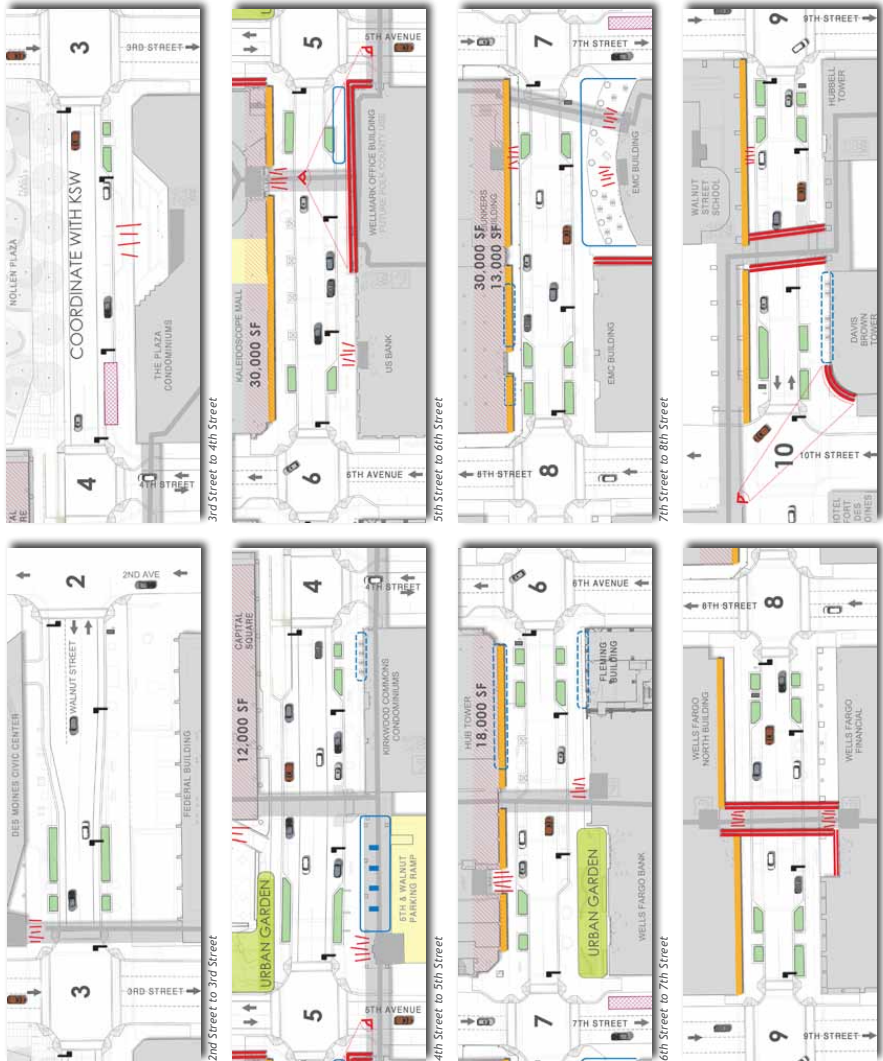 DES MOINES CIVIC CENTER
3
WALNUT STREET
2
3RD STREET
2ND AVE
FEDERAL BUILDING
2nd Street to 3rd Street
NOLLEN PLAZA
4
COORDINATE WITH KSW
3
4TH STREET
3RD STREET
THE PLAZA
CONDOMINIUMS
3rd Street to 4th Street
CAPITAL
SQUARE
12,000 SF
URBAN GARDEN
5
4
5TH AVENUE
4TH STREET
5TH & WALNUT
PARKING RAMP
KIRKWOOD COMMONS
CONDOMINIUMS
4th Street to 5th Street
KALEIDOSCOPE MALL
30,000 SF
6
5
6TH AVENUE
5TH AVENUE
US BANK
WELLMARK OFFICE BUILDING
FUTURE POLK COUNTY USE
5th Street to 6th Street
HUB TOWER
18,000 SF
7
6
7TH STREET
6TH AVENUE
URBAN GARDEN
WELLS FARGO BANK
FLEMING
BUILDING
6th Street to 7th Street
30,000 SF
13,000 SF
8
7
8TH STREET
7TH STREET
EMC BUILDING
EMC BUILDING
7th Street to 8th Street
WELLS FARGO
NORTH BUILDING
9
8
9TH STREET
8TH STREET
WELLS FARGO
FINANCIAL
WALNUT
STREET
SCHOOL
10
9
10TH STREET
9TH STREET
HOTEL
FORT
DES
MOINES
DAVIS
BROWN
TOWER
HUBBELL
TOWER